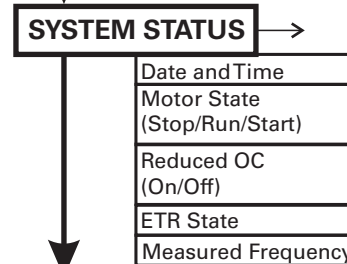 SYSTEM STATUS
Date and Time
Motor State
(Stop/Run/Start)
Reduced OC
(On/Off)
ETR State
Measured Frequency